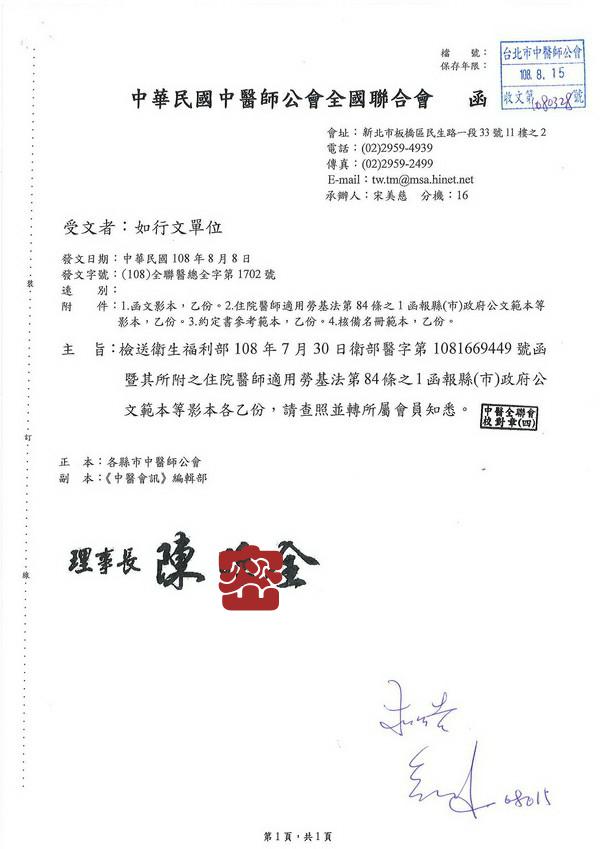 檔　　號：
保存年限：
台北市中醫師公會
108. 8. 15
收文第1080328號
中華民國中醫師公會全國聯合會　函
會址：新北市板橋區民生路一段33號11樓之2
電話：(02)2959-4939
傳真：(02)2959-2499
E-mail：tw.tm@msa.hinet.net
承辦人：宋美慈　分機：16
受文者：如行文單位
發文日期：中華民國108年8月8日
發文字號：(108)全聯醫總全字第1702號
速　　別：
附　　件：1.函文影本，乙份。2.住院醫師適用勞基法第84條之1函報縣(市)政府公文範本等
影本，乙份。3.約定書參考範本，乙份。4.核備名冊範本，乙份。
主　旨：檢送衛生福利部108年7月30日衛部醫字第1081669449號函
暨其所附之住院醫師適用勞基法第84條之1函報縣(市)政府公
文範本等影本各乙份，請查照並轉所屬會員知悉。
中醫全聯會
校對章(四)
正　本：各縣市中醫師公會
副　本：《中醫會訊》編輯部
理事長 陳 全
裝
訂
線
08015
第1頁，共1頁